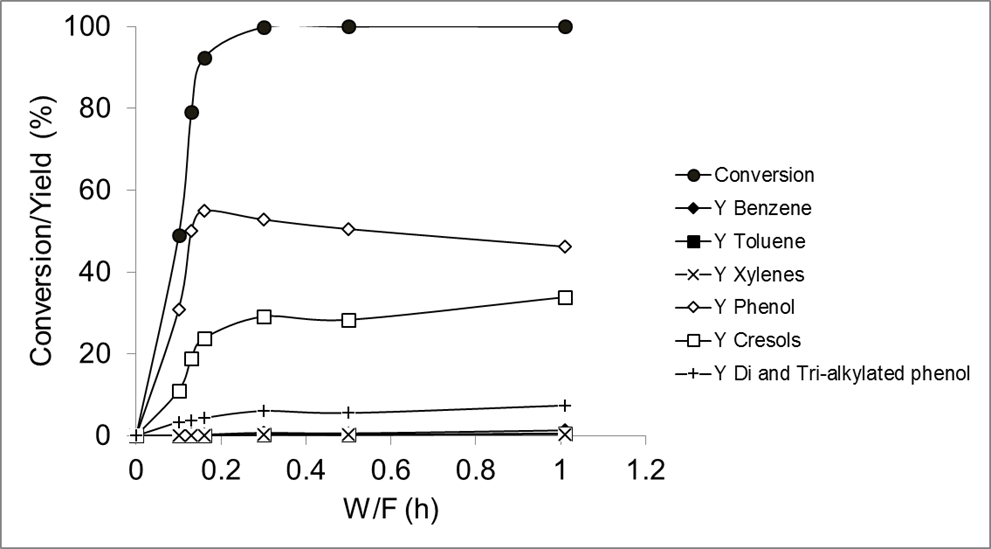 100
80
60
40
20
0
Conversion/Yield (%)
0 0.2 0.4 0.6 0.8 1 1.2
W/F (h)
Conversion
Y Benzene
Y Toluene
Y Xylenes
Y Phenol
Y Cresols
Y Di and Tri-alkylated phenol